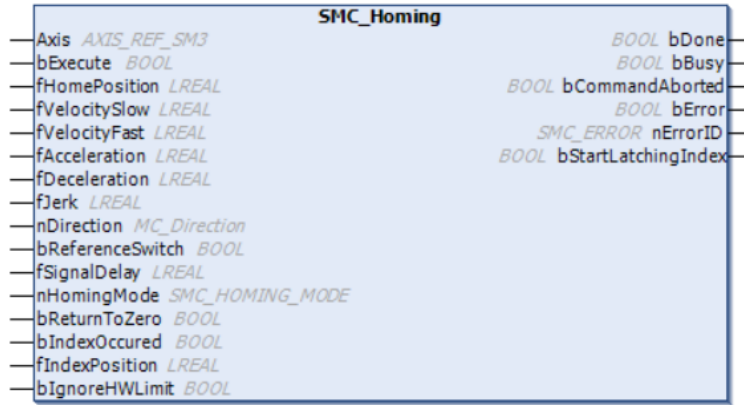 SMC_Homing
Axis AXIS_REF_SM3 BOOL bDone
bExecute BOOL BOOL bBusy
fHomePosition LREAL BOOL bCommandAborted
fVelocitySlow LREAL BOOL bError
fVelocityFast LREAL SMC_ERROR nErrorID
fAcceleration LREAL BOOL bStartLatchingIndex
fDeceleration LREAL
fJerk LREAL
nDirection MC_Direction
bReferenceSwitch BOOL
fSignalDelay LREAL
nHomingMode SMC_HOMING_MODE
bReturnToZero BOOL
bIndexOccured BOOL
fIndexPosition LREAL
bIgnoreHWLimit BOOL